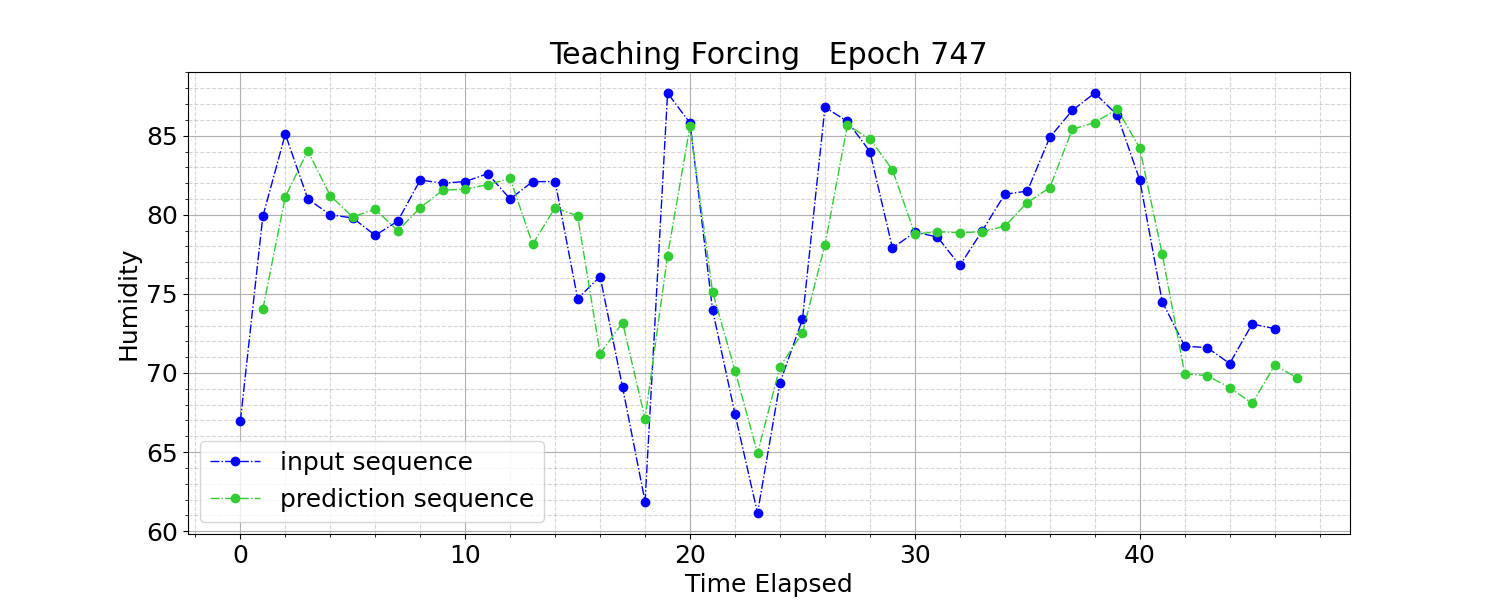 Teaching Forcing   Epoch 747
Humidity
85
80
75
70
65
60
input sequence
prediction sequence
0 10 20 30 40
Time Elapsed